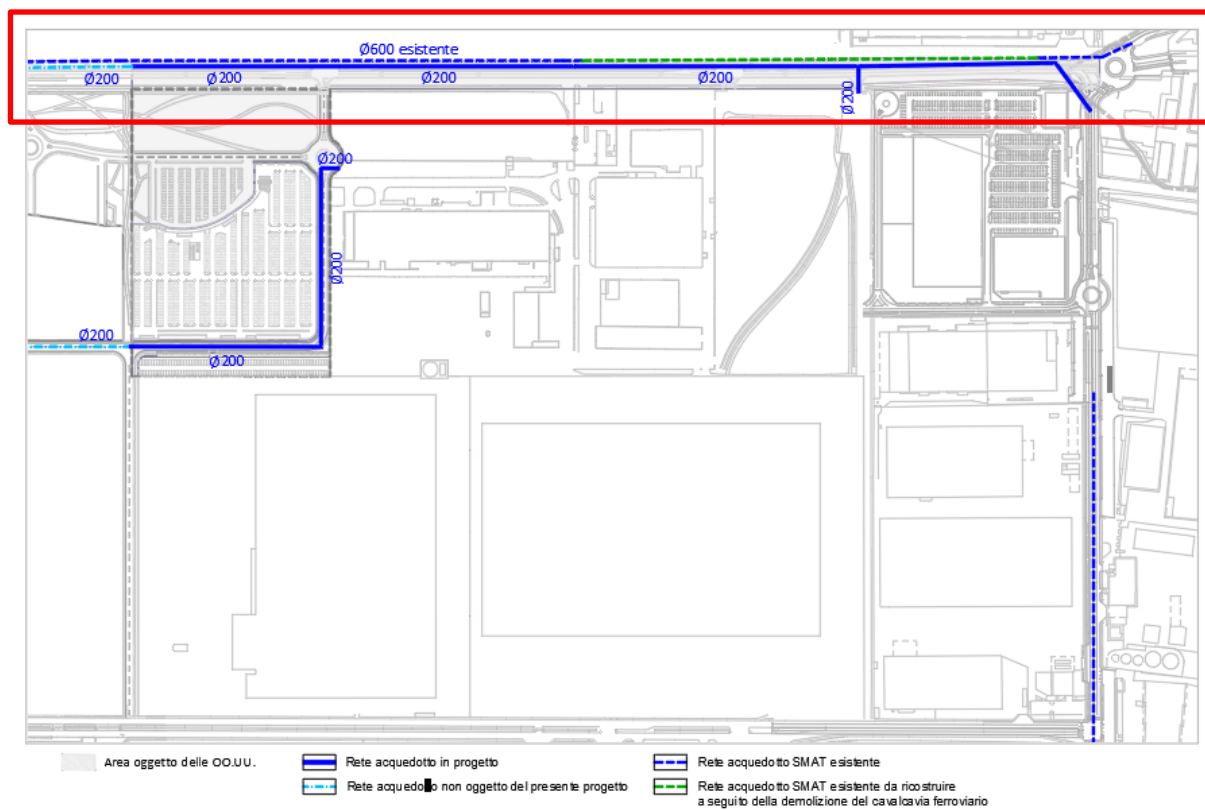 Ø600 esistente
Ø200 Ø200 Ø200 Ø200
Ø200
Ø200
Ø200
Ø200
Ø200
Area oggetto delle OO.UU.
Rete acquedotto in progetto
Rete acquedotto SMAT esistente
Rete acquedo o non oggetto del presente progetto
Rete acquedotto SMAT esistente da ricostruire
a seguito della demolizione del cavalcavia ferroviario